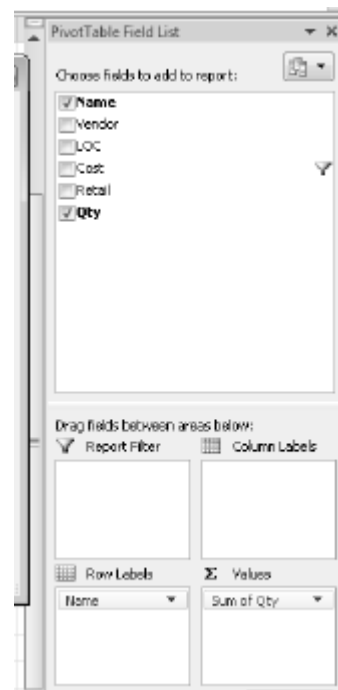 PivotTable Field List
Choose fields to add to report:
Name
Vendor
LOC
Cost
Retail
Qty
Drag fields between areas below:
Report Filter
Column Labels
Row Labels
Σ Values
Name
Sum of Qty